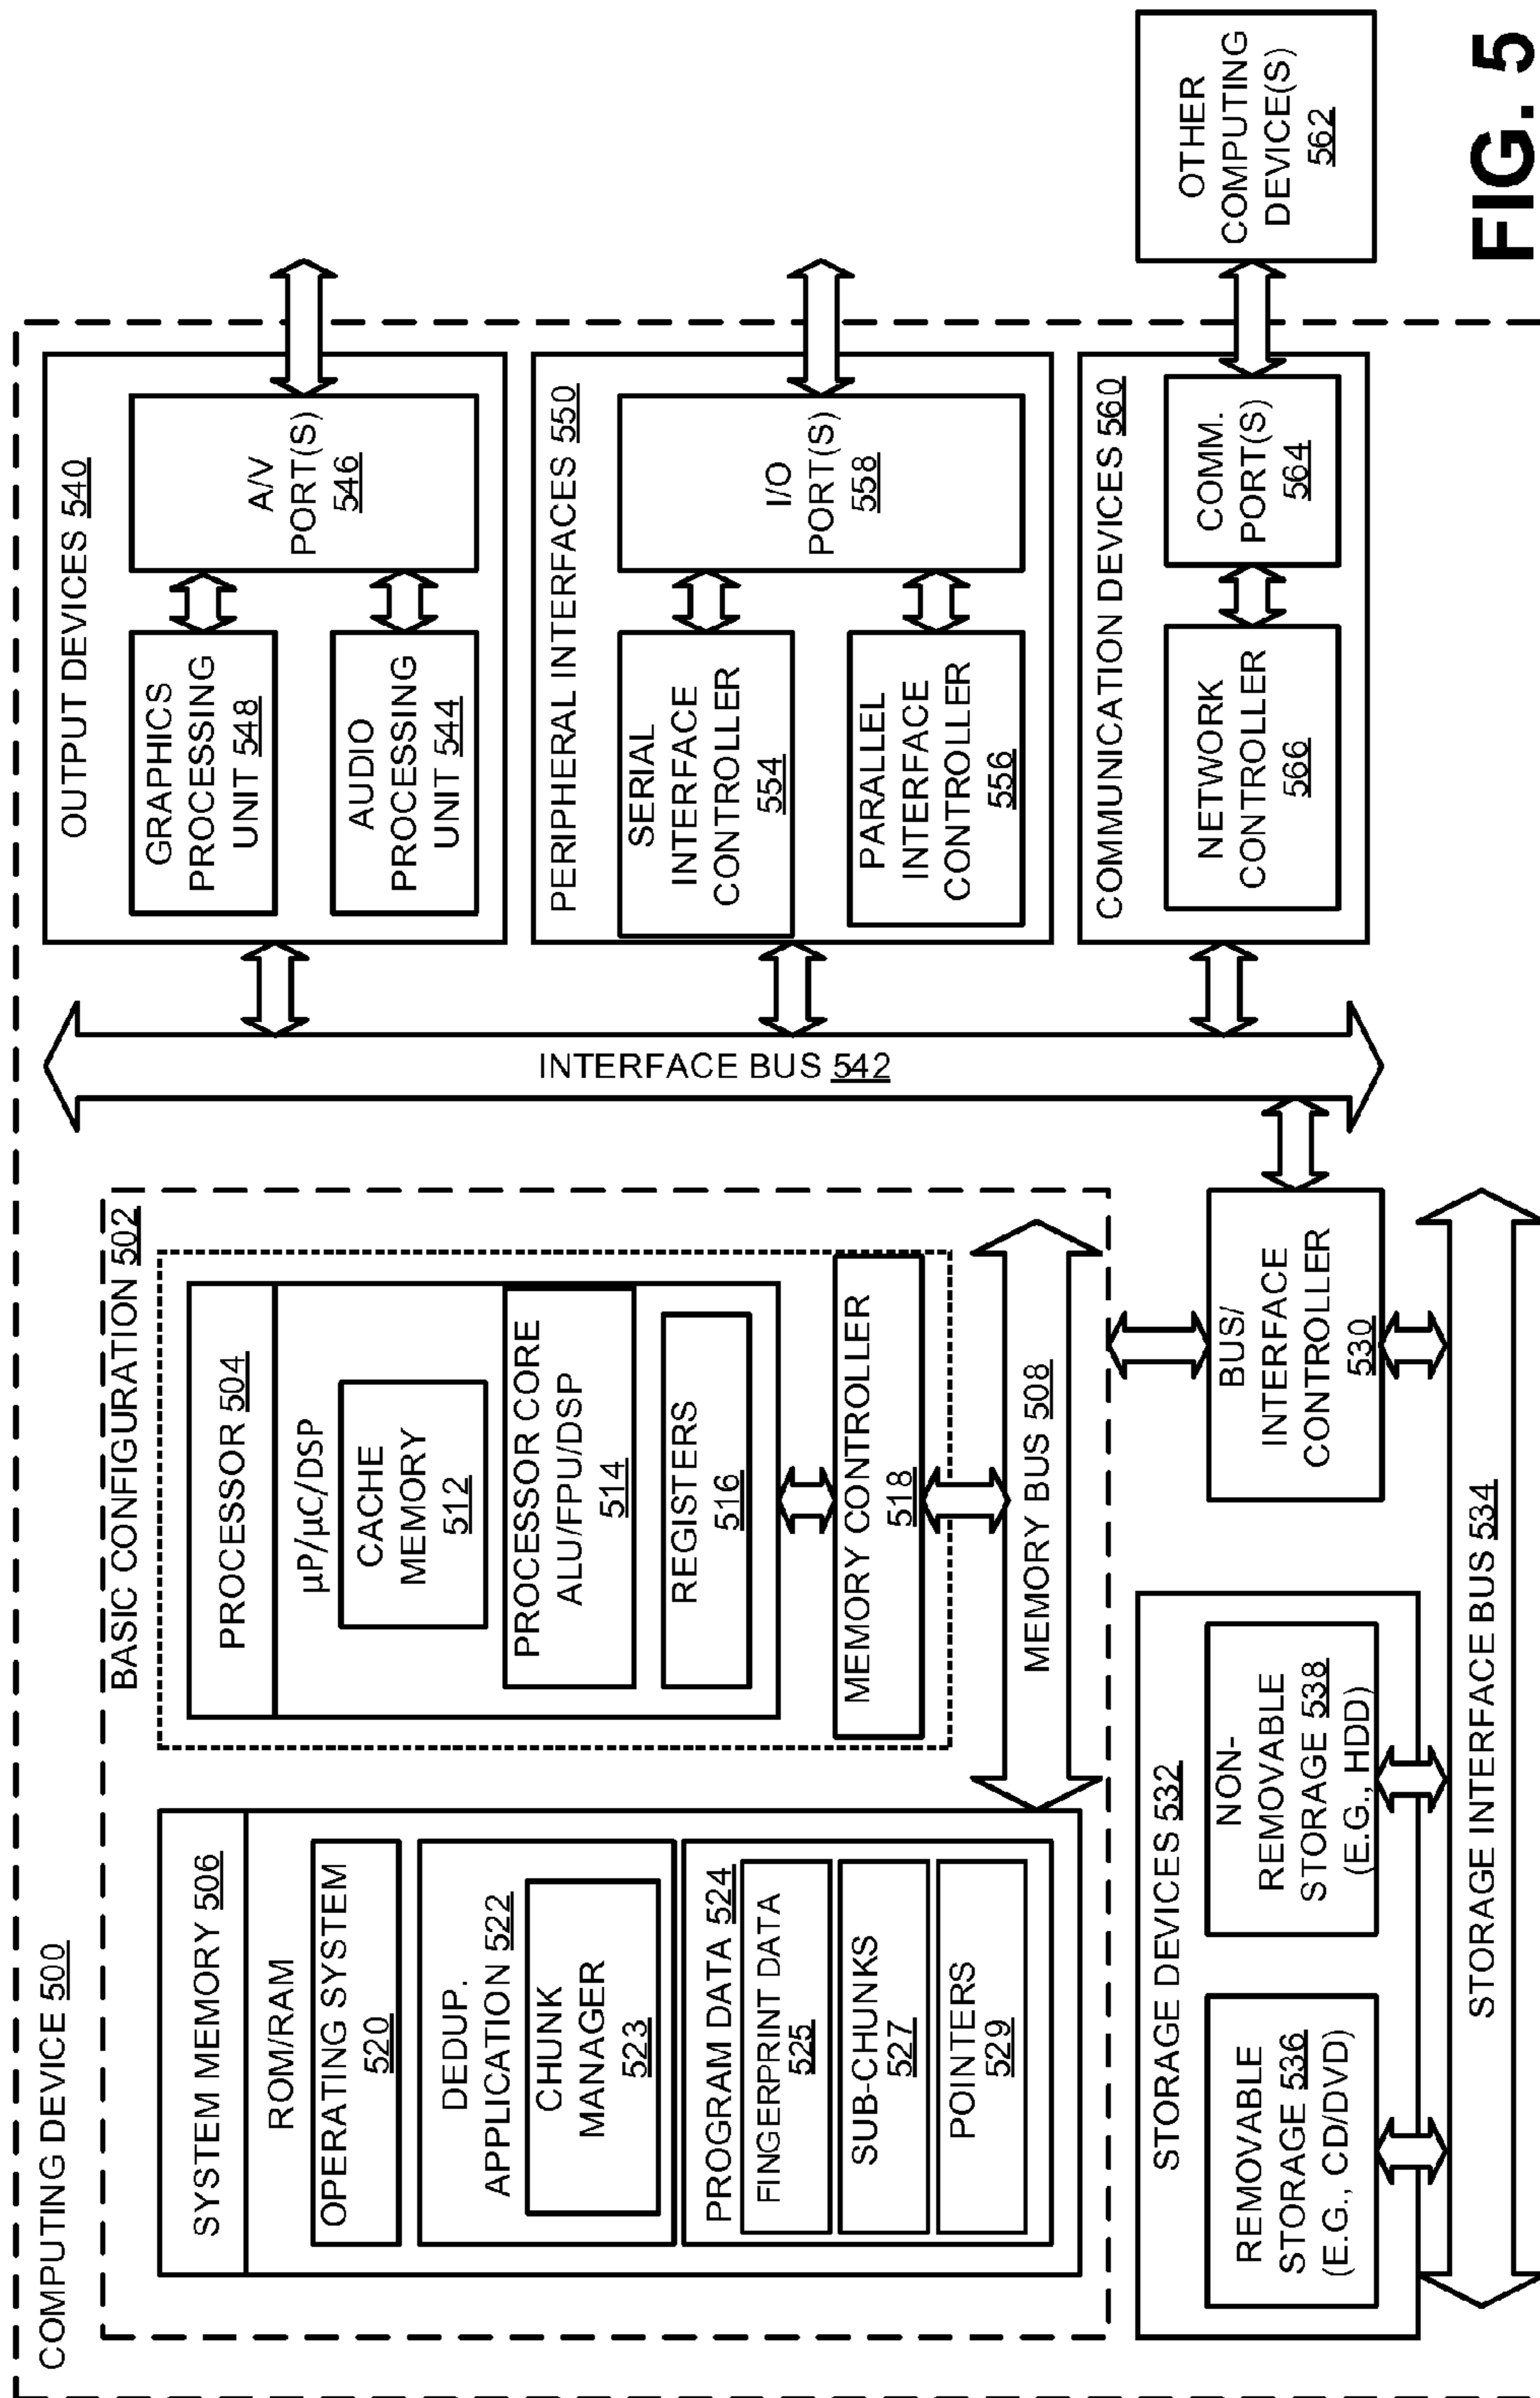 COMPUTING DEVICE 500
BASIC CONFIGURATION 502
SYSTEM MEMORY 506
ROM/RAM
OPERATING SYSTEM
520
DEDUP.
APPLICATION 522
CHUNK
MANAGER
523
PROGRAM DATA 524
FINGERPRINT DATA
525
SUB-CHUNKS
527
POINTERS
529
PROCESSOR 504
µP/µC/DSP
CACHE
MEMORY
512
PROCESSOR CORE
ALU/FPU/DSP
514
REGISTERS
516
MEMORY CONTROLLER
518
MEMORY BUS 508
BUS/
INTERFACE
CONTROLLER
530
STORAGE DEVICES 532
REMOVABLE
STORAGE 536
(E.G., CD/DVD)
NON-
REMOVABLE
STORAGE 538
(E.G., HDD)
STORAGE INTERFACE BUS 534
INTERFACE BUS 542
OUTPUT DEVICES 540
GRAPHICS
PROCESSING
UNIT 548
AUDIO
PROCESSING
UNIT 544
A/V
PORT(S)
546
PERIPHERAL INTERFACES 550
SERIAL
INTERFACE
CONTROLLER
554
PARALLEL
INTERFACE
CONTROLLER
556
I/O
PORT(S)
558
COMMUNICATION DEVICES 560
NETWORK
CONTROLLER
566
COMM.
PORT(S)
564
OTHER
COMPUTING
DEVICE(S)
562
FIG. 5